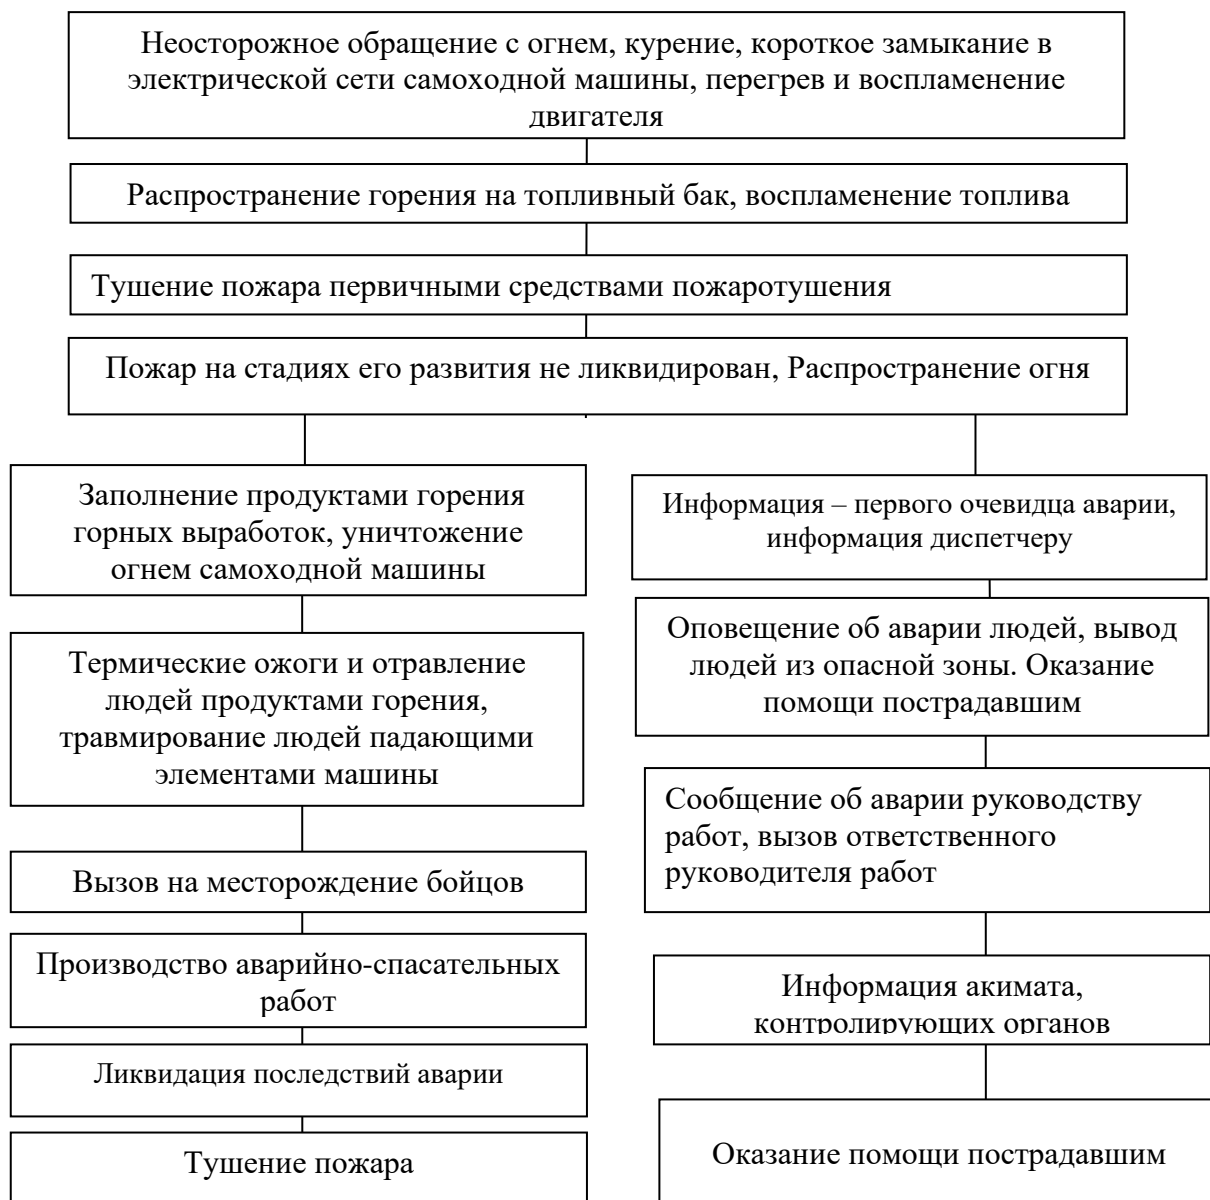 Неосторожное обращение с огнем, курение, короткое замыкание в
электрической сети самоходной машины, перегрев и воспламенение
двигателя
Распространение горения на топливный бак, воспламенение топлива
Тушение пожара первичными средствами пожаротушения
Пожар на стадиях его развития не ликвидирован, Распространение огня
Заполнение продуктами горения
горных выработок, уничтожение
огнем самоходной машины
Термические ожоги и отравление
людей продуктами горения,
травмирование людей падающими
элементами машины
Вызов на месторождение бойцов
Производство аварийно-спасательных
работ
Ликвидация последствий аварии
Тушение пожара
Информация – первого очевидца аварии,
информация диспетчеру
Оповещение об аварии людей, вывод
людей из опасной зоны. Оказание
помощи пострадавшим
Сообщение об аварии руководству
работ, вызов ответственного
руководителя работ
Информация акимата,
контролирующих органов
Оказание помощи пострадавшим